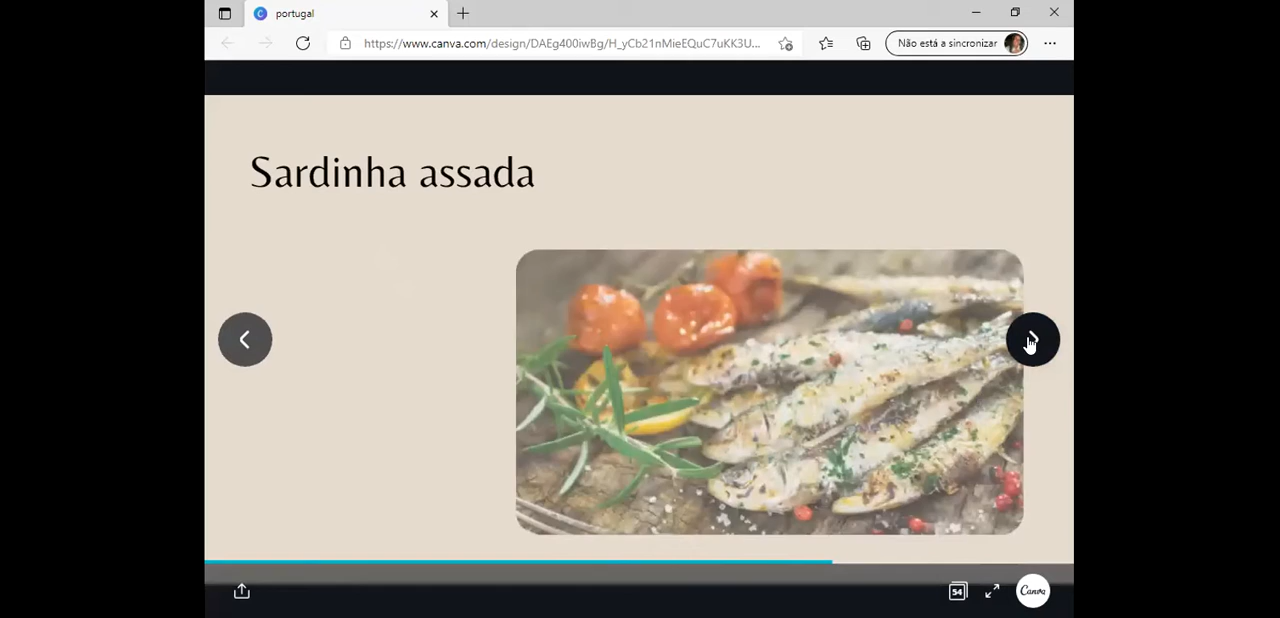 portugal
https://www.canva.com/design/DAEg400iwBg/H_yCb21nMieEQuC7uKK3U...
Não está a sincronizar
Sardinha assada
54
Canva